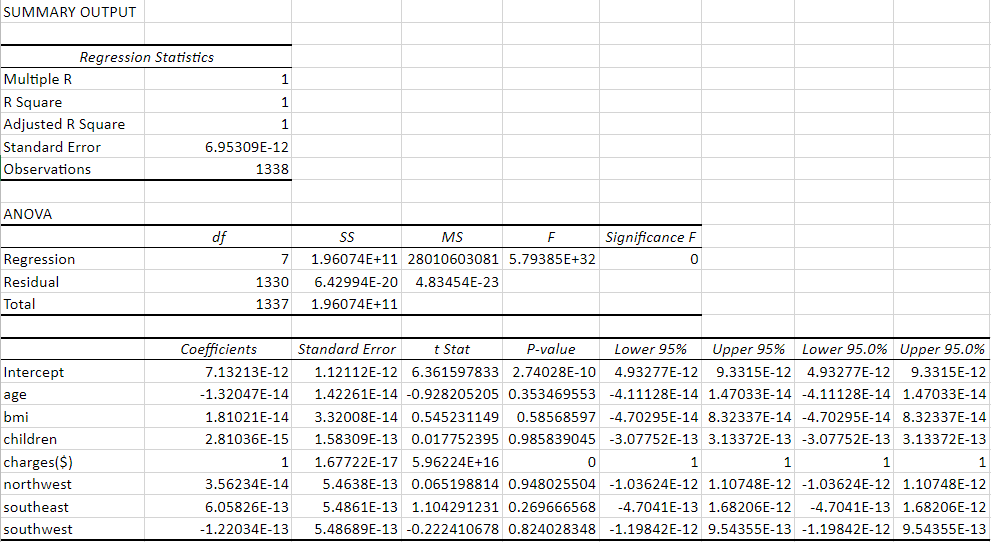 SUMMARY OUTPUT
Regression Statistics
Multiple R 1
R Square 1
Adjusted R Square 1
Standard Error 6.95309E-12
Observations 1338
ANOVA
df SS MS F Significance F
Regression 7 1.96074E+11 28010603081 5.79385E+32 0
Residual 1330 6.42994E-20 4.83454E-23
Total 1337 1.96074E+11
Coefficients Standard Error t Stat P-value Lower 95% Upper 95% Lower 95.0% Upper 95.0%
Intercept 7.13213E-12 1.12112E-12 6.361597833 2.74028E-10 4.93277E-12 9.3315E-12 4.93277E-12 9.3315E-12
age -1.32047E-14 1.42261E-14 -0.928205205 0.353469553 -4.11128E-14 1.47033E-14 -4.11128E-14 1.47033E-14
bmi 1.81021E-14 3.32008E-14 0.545231149 0.58568597 -4.70295E-14 8.32337E-14 -4.70295E-14 8.32337E-14
children 2.81036E-15 1.58309E-13 0.017752395 0.985839045 -3.07752E-13 3.13372E-13 -3.07752E-13 3.13372E-13
charges($) 1 1.67722E-17 5.96224E+16 0 1 1 1 1
northwest 3.56234E-14 5.4638E-13 0.065198814 0.948025504 -1.03624E-12 1.10748E-12 -1.03624E-12 1.10748E-12
southeast 6.05826E-13 5.4861E-13 1.104291231 0.269666568 -4.7041E-13 1.68206E-12 -4.7041E-13 1.68206E-12
southwest -1.22034E-13 5.48689E-13 -0.222410678 0.824028348 -1.19842E-12 9.54355E-13 -1.19842E-12 9.54355E-13